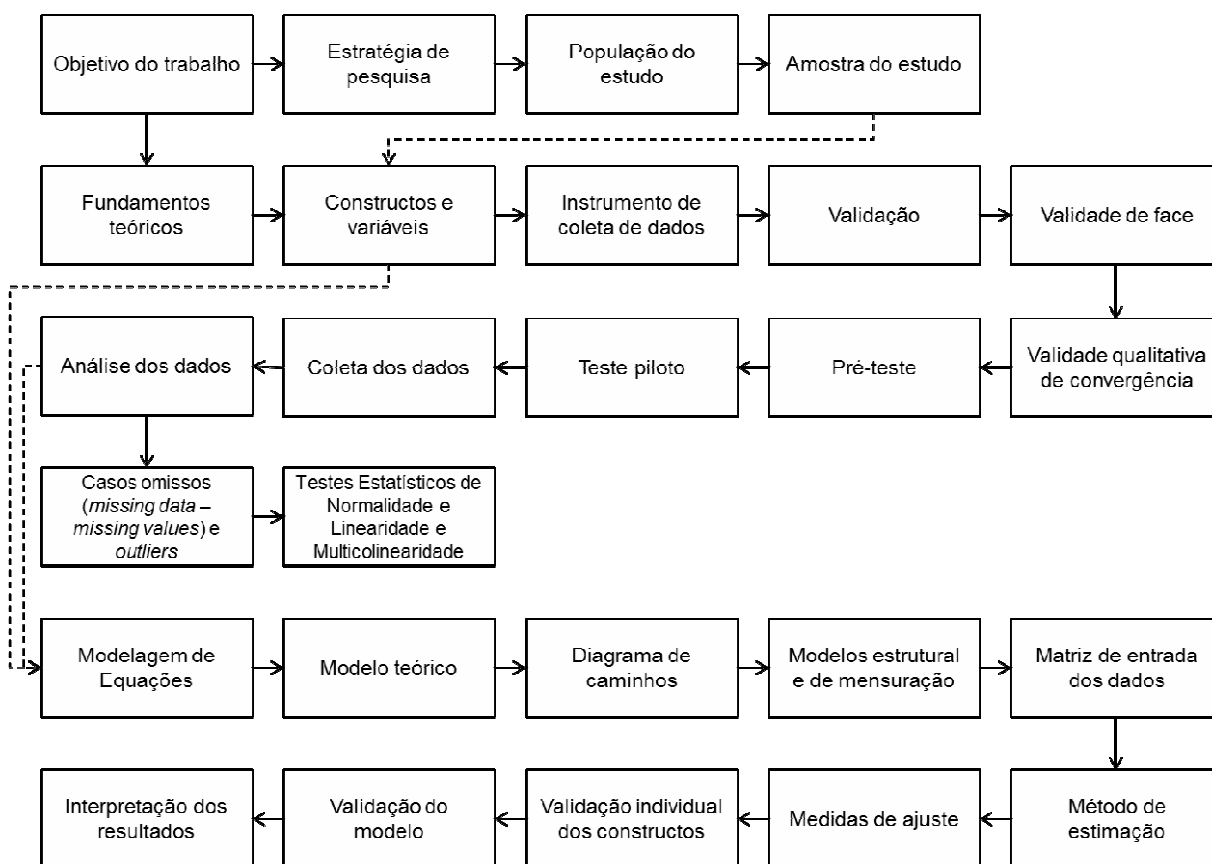 Objetivo do trabalho
Estratégia de
pesquisa
População do
estudo
Amostra do estudo
Fundamentos
teóricos
Constructos e
variáveis
Instrumento de
coleta de dados
Validação
Validade de face
Análise dos dados
Coleta dos dados
Teste piloto
Pré-teste
Validade qualitativa
de convergência
Casos omissos
(missing data –
missing values) e
outliers
Testes Estatísticos de
Normalidade e
Linearidade e
Multicolinearidade
Modelagem de
Equações
Modelo teórico
Diagrama de
caminhos
Modelos estrutural
e de mensuração
Matriz de entrada
dos dados
Interpretação dos
resultados
Validação do
modelo
Validação individual
dos constructos
Medidas de ajuste
Método de
estimação